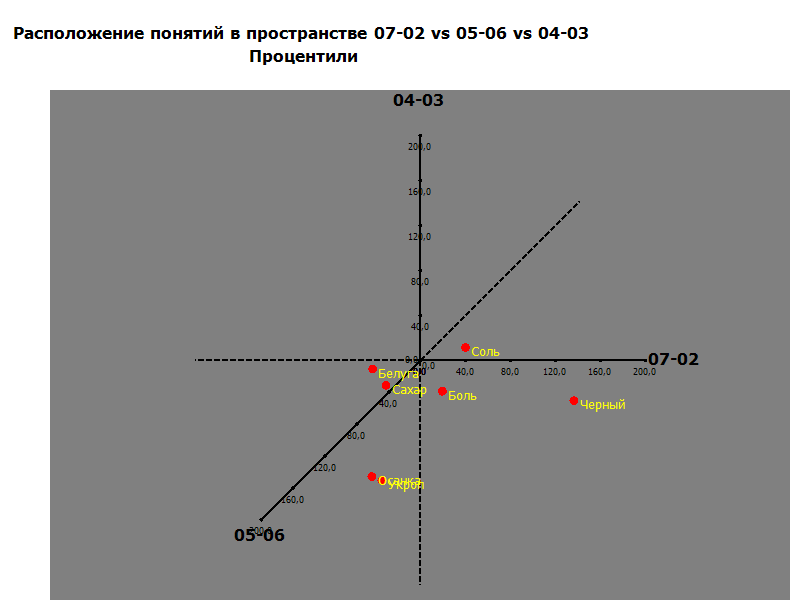 Расположение понятий в пространстве 07-02 vs 05-06 vs 04-03
Процентили
04-03
200,0
160,0
120,0
80,0
40,0
Соль
0,0
07-02
40,0
80,0
120,0
160,0
200,0
Белуга
Сахар
Боль
40,0
Черный
80,0
120,0
Осанка
Укроп
160,0
200,0
05-06